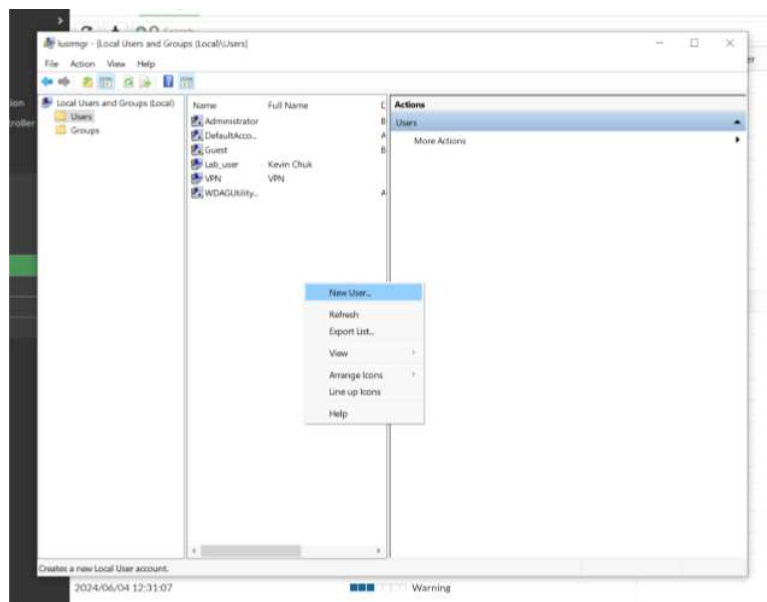 lusrmgr - [Local Users and Groups (Local)\Users]
File Action View Help
Local Users and Groups (Local)
Users
Groups
Name Full Name
Administrator
DefaultAcco...
Guest
Lab_user Kevin Chuk
VPN VPN
WDAGUtility...
Actions
Users
More Actions
New User...
Refresh
Export List...
View
Arrange Icons
Line up Icons
Help
Creates a new Local User account.
2024/06/04 12:31:07 Warning